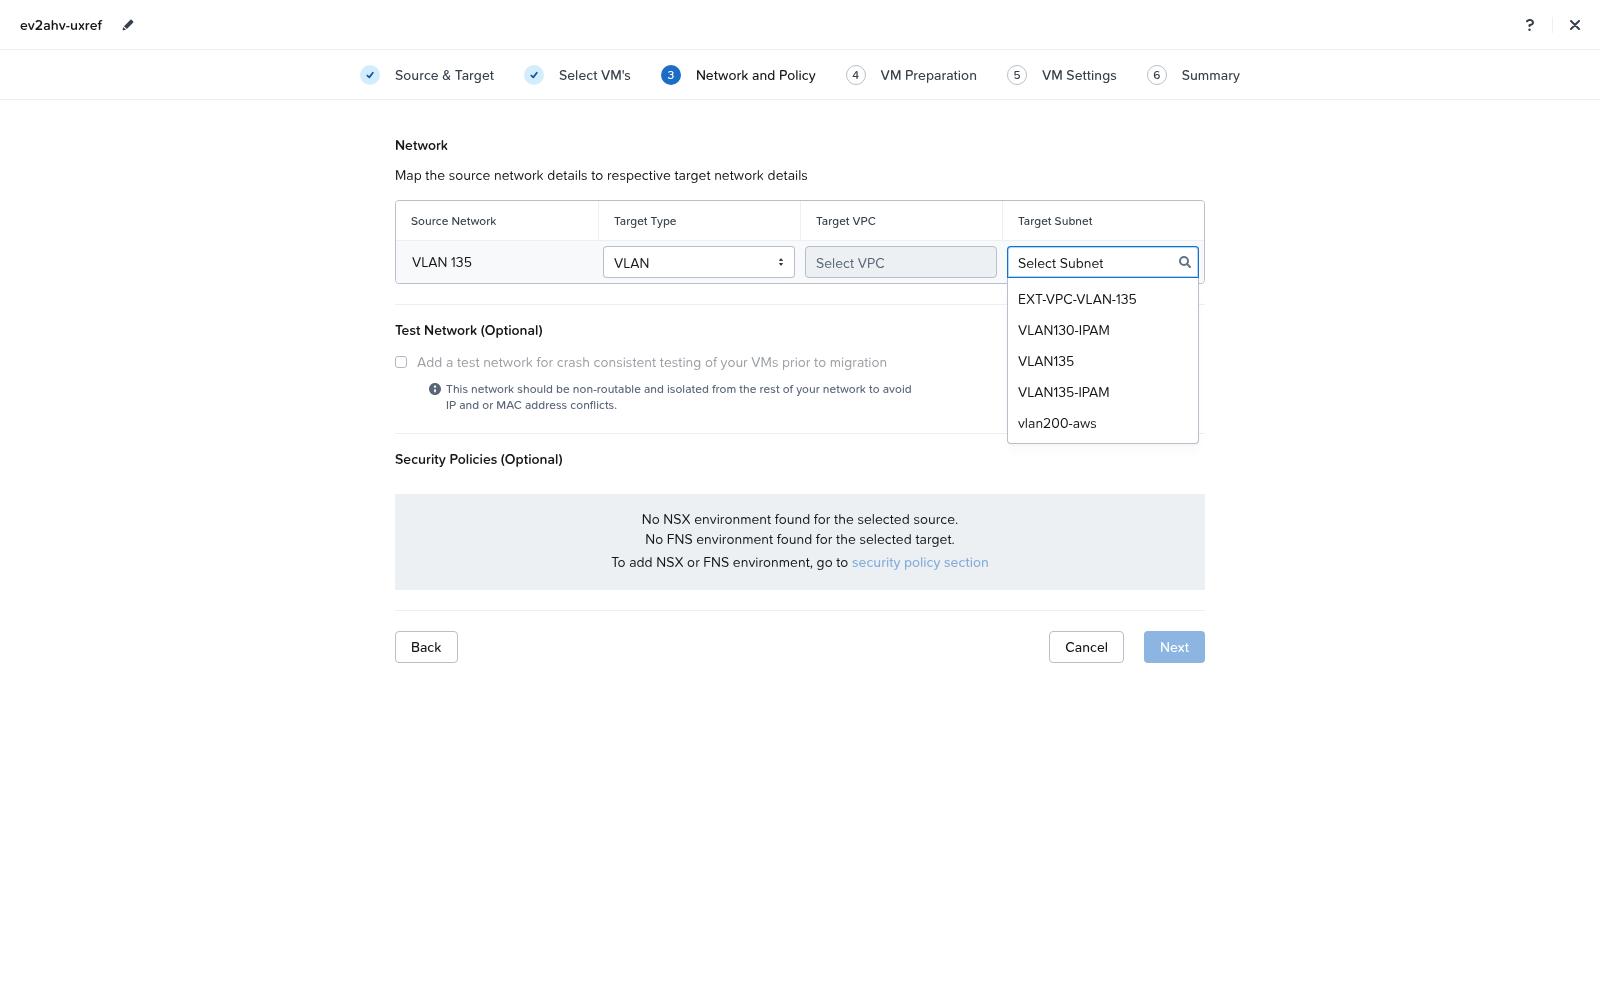 ev2ahv-uxref
?
Source & Target
Select VM's
3 Network and Policy
4 VM Preparation
5 VM Settings
6 Summary
Network
Map the source network details to respective target network details
Source Network Target Type Target VPC Target Subnet
VLAN 135 VLAN Select VPC Select Subnet
EXT-VPC-VLAN-135
VLAN130-IPAM
VLAN135
VLAN135-IPAM
vlan200-aws
Test Network (Optional)
Add a test network for crash consistent testing of your VMs prior to migration
This network should be non-routable and isolated from the rest of your network to avoid
IP and or MAC address conflicts.
Security Policies (Optional)
No NSX environment found for the selected source.
No FNS environment found for the selected target.
To add NSX or FNS environment, go to security policy section
Back Cancel Next